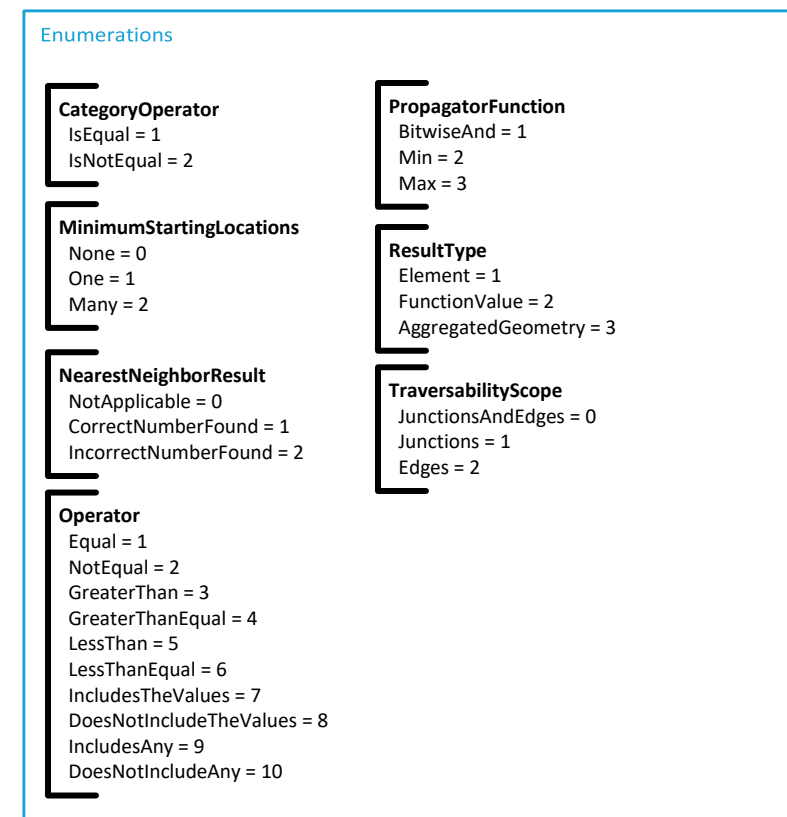 Enumerations
CategoryOperator
IsEqual = 1
IsNotEqual = 2
MinimumStartingLocations
None = 0
One = 1
Many = 2
NearestNeighborResult
NotApplicable = 0
CorrectNumberFound = 1
IncorrectNumberFound = 2
Operator
Equal = 1
NotEqual = 2
GreaterThan = 3
GreaterThanEqual = 4
LessThan = 5
LessThanEqual = 6
IncludesTheValues = 7
DoesNotIncludeTheValues = 8
IncludesAny = 9
DoesNotIncludeAny = 10
PropagatorFunction
BitwiseAnd = 1
Min = 2
Max = 3
ResultType
Element = 1
FunctionValue = 2
AggregatedGeometry = 3
TraversabilityScope
JunctionsAndEdges = 0
Junctions = 1
Edges = 2